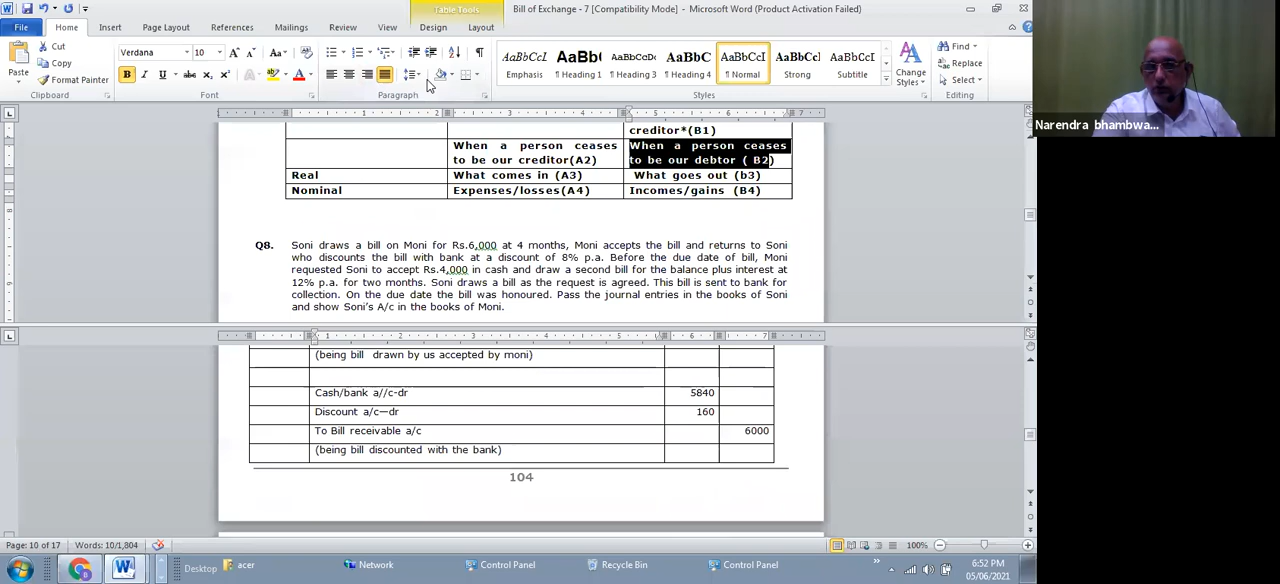 Table Tools
Bill of Exchange - 7 [Compatibility Mode] - Microsoft Word (Product Activation Failed)
File Home Insert Page Layout References Mailings Review View Design Layout
Paste
Cut
Copy
Format Painter
Clipboard
Verdana 10
Font
Paragraph
AaBbCcI AaBb AaBbCcDc AaBbC AaBbCcI AaBbCc AaBbCcI
Emphasis ¶ Heading 1 ¶ Heading 3 ¶ Heading 4 ¶ Normal Strong Subtitle
Styles
Change Styles
Find
Replace
Select
Editing
Narendra bhambwa...
creditor*(B1)
When a person ceases to be our creditor(A2)
When a person ceases to be our debtor ( B2)
Real What comes in (A3) What goes out (b3)
Nominal Expenses/losses(A4) Incomes/gains (B4)
Q8. Soni draws a bill on Moni for Rs.6,000 at 4 months, Moni accepts the bill and returns to Soni
who discounts the bill with bank at a discount of 8% p.a. Before the due date of bill, Moni
requested Soni to accept Rs.4,000 in cash and draw a second bill for the balance plus interest at
12% p.a. for two months. Soni draws a bill as the request is agreed. This bill is sent to bank for
collection. On the due date the bill was honoured. Pass the journal entries in the books of Soni
and show Soni's A/c in the books of Moni.
(being bill drawn by us accepted by moni)
Cash/bank a//c-dr 5840
Discount a/c—dr 160
To Bill receivable a/c 6000
(being bill discounted with the bank)
104
Page: 10 of 17 Words: 10/1,804 100%
Desktop acer Network Control Panel Recycle Bin Control Panel
6:52 PM
05/06/2021